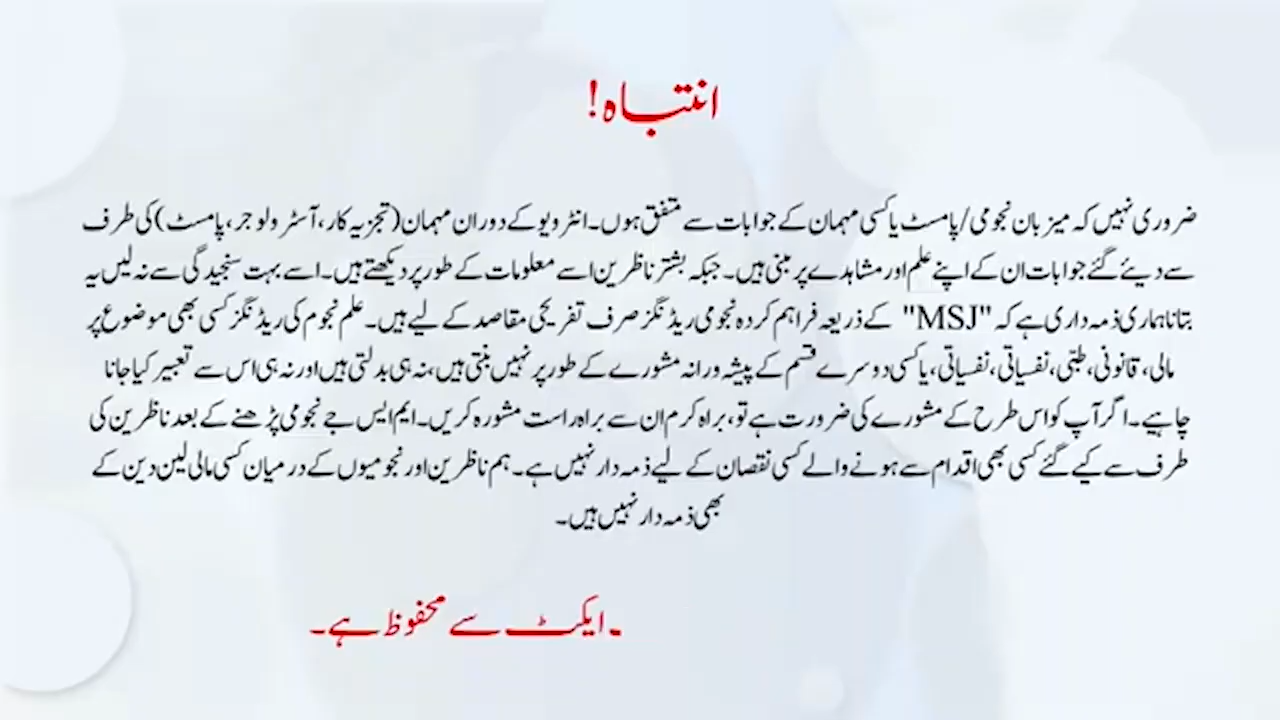 انتباہ!
ضروری نہیں کہ میزبان نجومی/پامسٹ یا کسی مہمان کے جوابات سے متفق ہوں۔ انٹرویو کے دوران مہمان (تجزیہ کار، آسٹرولوجر، پامسٹ) کی طرف
سے دیئے گئے جوابات ان کے اپنے علم اور مشاہدے پر مبنی ہیں۔ جبکہ بشتر ناظرین اسے معلومات کے طور پر دیکھتے ہیں۔ اسے بہت سنجیدگی سے نہ لیں یہ
بتانا ہماری ذمہ داری ہے کہ "MSJ" کے ذریعہ فراہم کردہ نجومی ریڈنگز صرف تفریحی مقاصد کے لیے ہیں۔ علم نجوم کی ریڈنگز کسی بھی موضوع پر
مالی، قانونی، طبّی، نفسیاتی، نفسیاتی، یا کسی دوسرے قسم کے پیشہ ورانہ مشورے کے طور پر نہیں بنتی ہیں، نہ ہی بدلتی ہیں اور نہ ہی اس سے تعبیر کیا جانا
چاہیے۔ اگر آپ کو اس طرح کے مشورے کی ضرورت ہے تو، براہ کرم ان سے براہ راست مشورہ کریں۔ ایم ایس جے نجومی پڑھنے کے بعد ناظرین کی
طرف سے کیے گئے کسی بھی اقدام سے ہونے والے کسی نقصان کے لیے ذمہ دار نہیں ہے۔ ہم ناظرین اور نجومیوں کے درمیان کسی مالی لین دین کے
بھی ذمہ دار نہیں ہیں۔
۔ ایکٹ سے محفوظ ہے۔